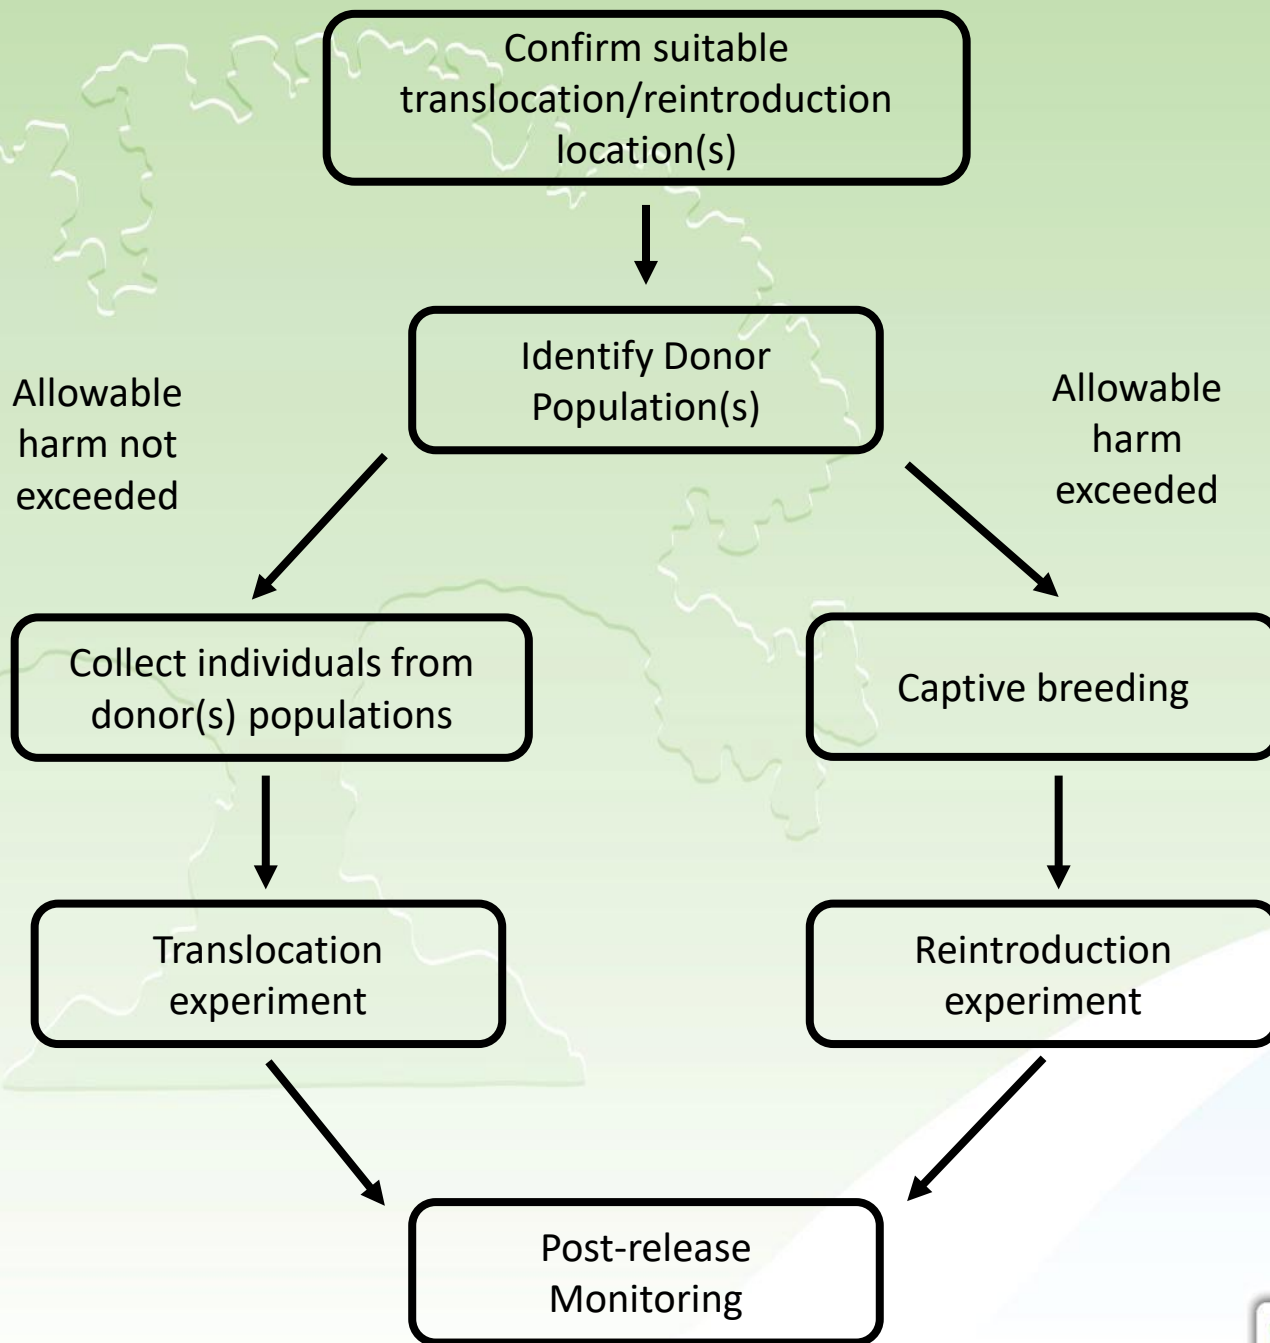 Confirm suitable
translocation/reintroduction
location(s)
Identify Donor
Population(s)
Allowable
harm not
exceeded
Allowable
harm
exceeded
Collect individuals from
donor(s) populations
Captive breeding
Translocation
experiment
Reintroduction
experiment
Post-release
Monitoring